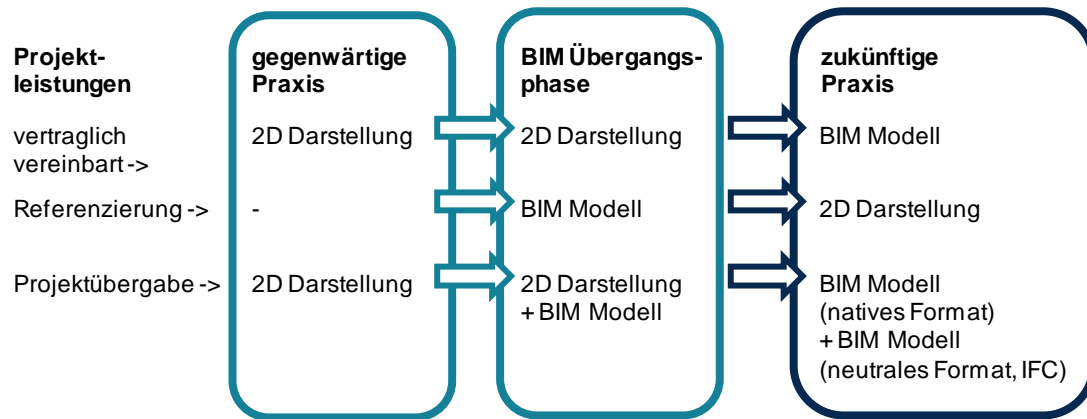 Projekt-
leistungen
gegenwärtige
Praxis
BIM Übergangs-
phase
zukünftige
Praxis
vertraglich
vereinbart ->
2D Darstellung
2D Darstellung
BIM Modell
Referenzierung ->
-
BIM Modell
2D Darstellung
Projektübergabe ->
2D Darstellung
2D Darstellung
+ BIM Modell
BIM Modell
(natives Format)
+ BIM Modell
(neutrales Format, IFC)